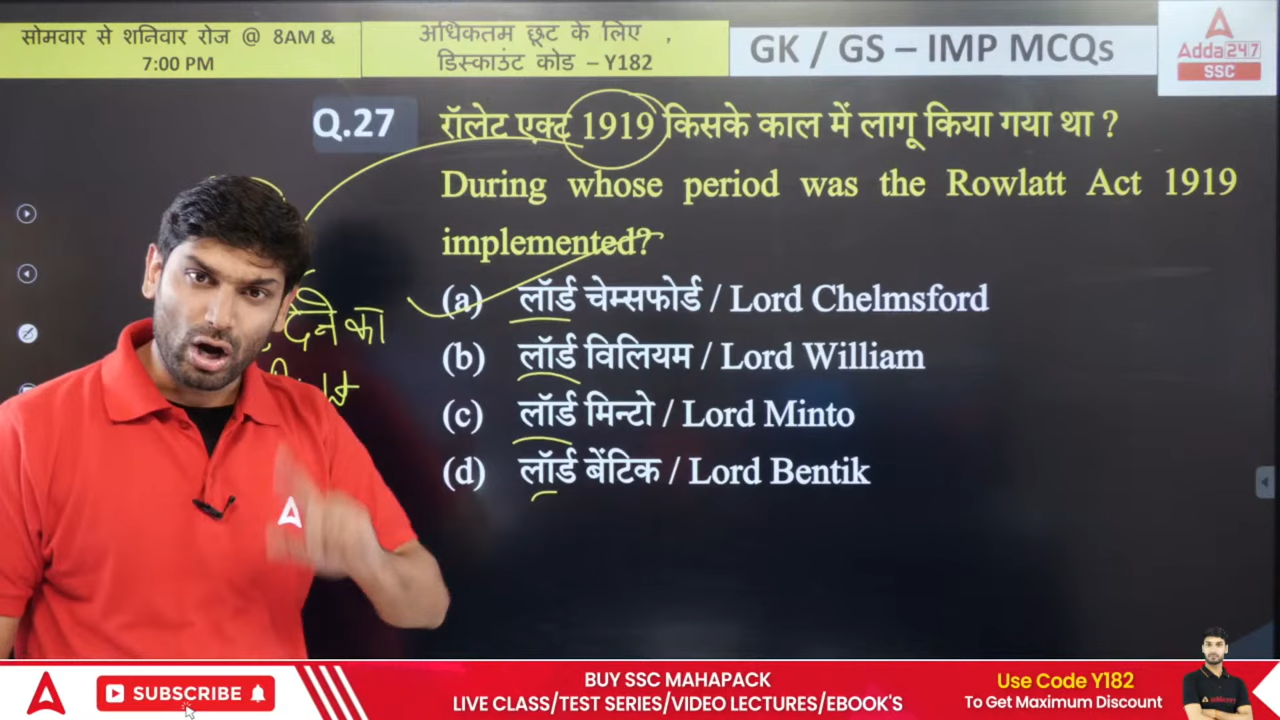 सोमवार से शनिवार रोज @ 8AM &
7:00 PM
अधिकतम छूट के लिए ,
डिस्काउंट कोड – Y182
GK / GS – IMP MCQs
Adda247
SSC
Q.27
रॉलेट एक्ट 1919 किसके काल में लागू किया गया था ?
During whose period was the Rowlatt Act 1919
implemented?
(a) लॉर्ड चेम्सफोर्ड / Lord Chelmsford
(b) लॉर्ड विलियम / Lord William
(c) लॉर्ड मिन्टो / Lord Minto
(d) लॉर्ड बेंटिक / Lord Bentik
देने का
SUBSCRIBE
BUY SSC MAHAPACK
LIVE CLASS/TEST SERIES/VIDEO LECTURES/EBOOK'S
Use Code Y182
To Get Maximum Discount